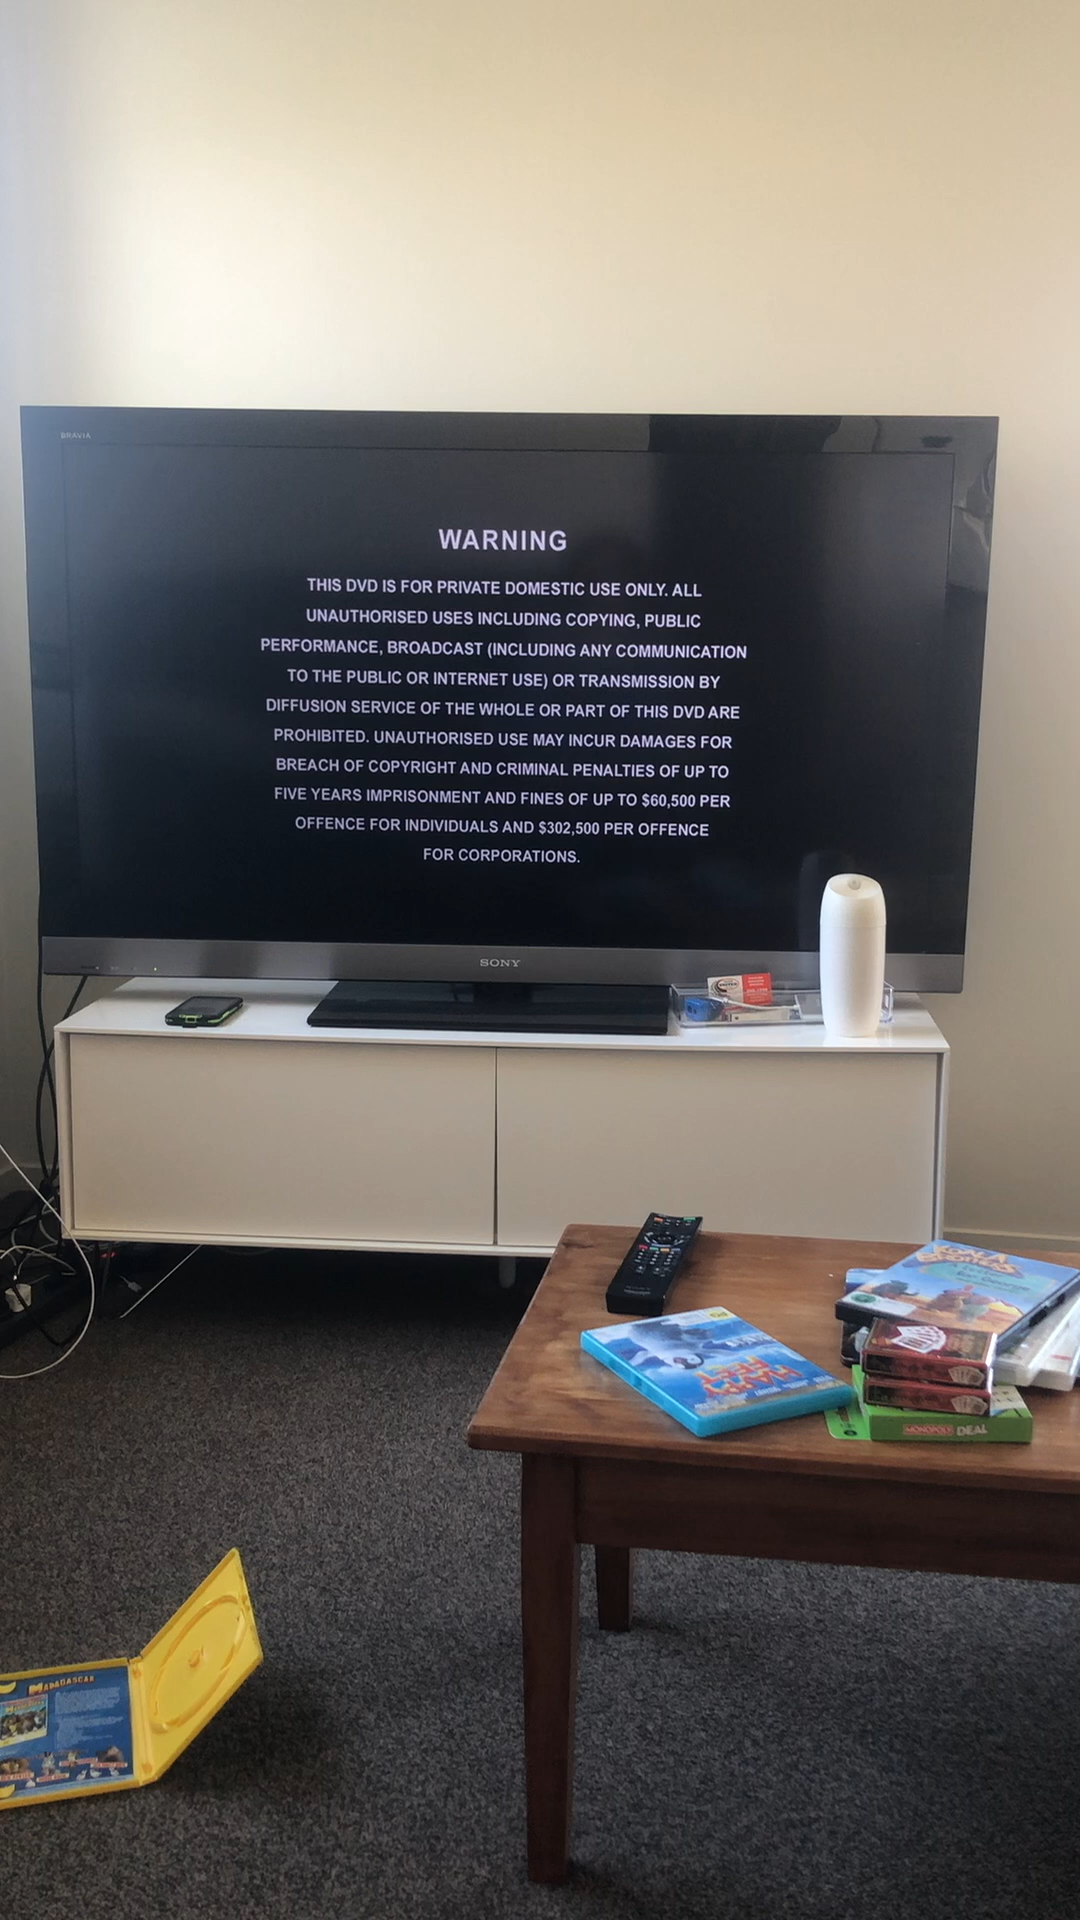 BRAVIA
WARNING
THIS DVD IS FOR PRIVATE DOMESTIC USE ONLY. ALL
UNAUTHORISED USES INCLUDING COPYING, PUBLIC
PERFORMANCE, BROADCAST (INCLUDING ANY COMMUNICATION
TO THE PUBLIC OR INTERNET USE) OR TRANSMISSION BY
DIFFUSION SERVICE OF THE WHOLE OR PART OF THIS DVD ARE
PROHIBITED. UNAUTHORISED USE MAY INCUR DAMAGES FOR
BREACH OF COPYRIGHT AND CRIMINAL PENALTIES OF UP TO
FIVE YEARS IMPRISONMENT AND FINES OF UP TO $60,500 PER
OFFENCE FOR INDIVIDUALS AND $302,500 PER OFFENCE
FOR CORPORATIONS.
SONY
KOALA
BROTHERS
PG
HAPPY
FEET
MONOPOLY DEAL
MADAGASCAR